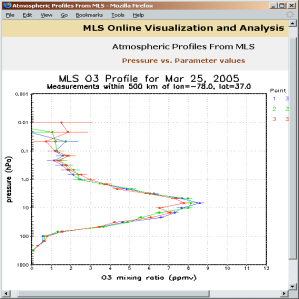 Atmospheric Profiles From MLS - Mozilla Firefox
File Edit View Go Bookmarks Tools Help
MLS Online Visualization and Analysis
Atmospheric Profiles From MLS
Pressure vs. Parameter values
MLS O3 Profile for Mar 25, 2005
Measurements within 500 km of lon=-78.0, lat=37.0
Point
1 3
2 3
3 3
pressure (hPa)
0.001
0.01
0.1
1
10
100
1000
0 1 2 3 4 5 6 7 8 9 10 11 12
O3 mixing ratio (ppmv)